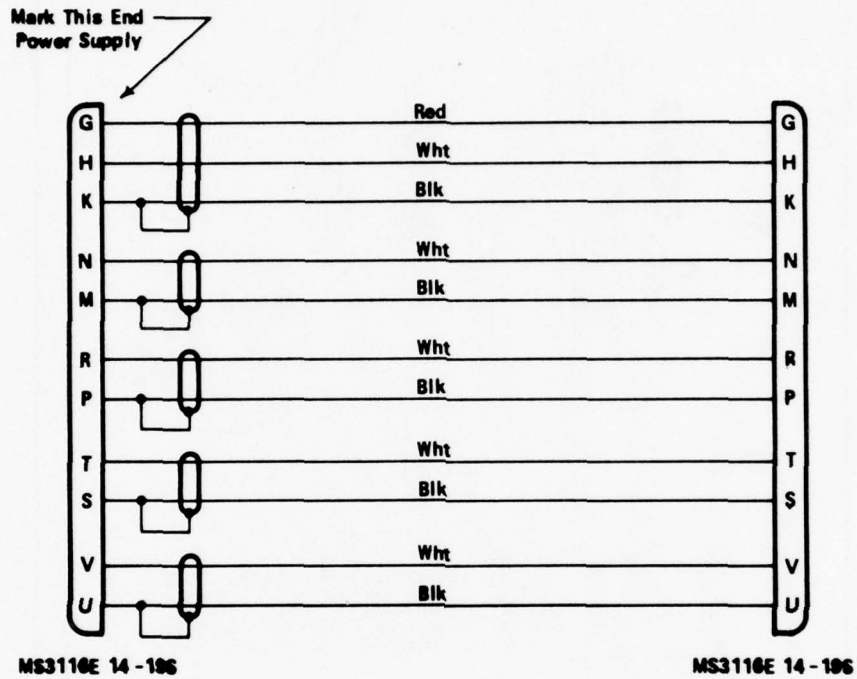 Mark This End
Power Supply
G Red G
H Wht H
K Blk K
N Wht N
M Blk M
R Wht R
P Blk P
T Wht T
S Blk S
V Wht V
U Blk U
MS3116E 14-19S MS3116E 14-19S